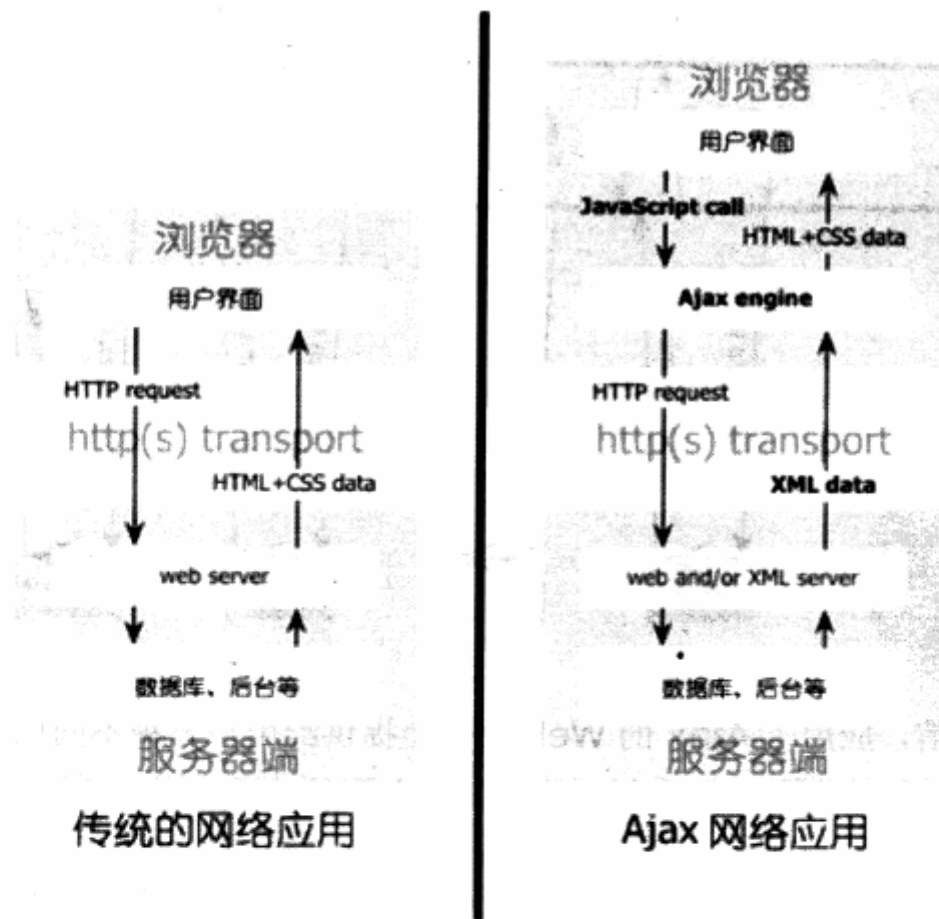 浏览器
用户界面
HTTP request
http(s) transport
HTML+CSS data
web server
数据库、后台等
服务器端
传统的网络应用
浏览器
用户界面
JavaScript call
HTML+CSS data
Ajax engine
HTTP request
http(s) transport
XML data
web and/or XML server
数据库、后台等
服务器端
Ajax 网络应用